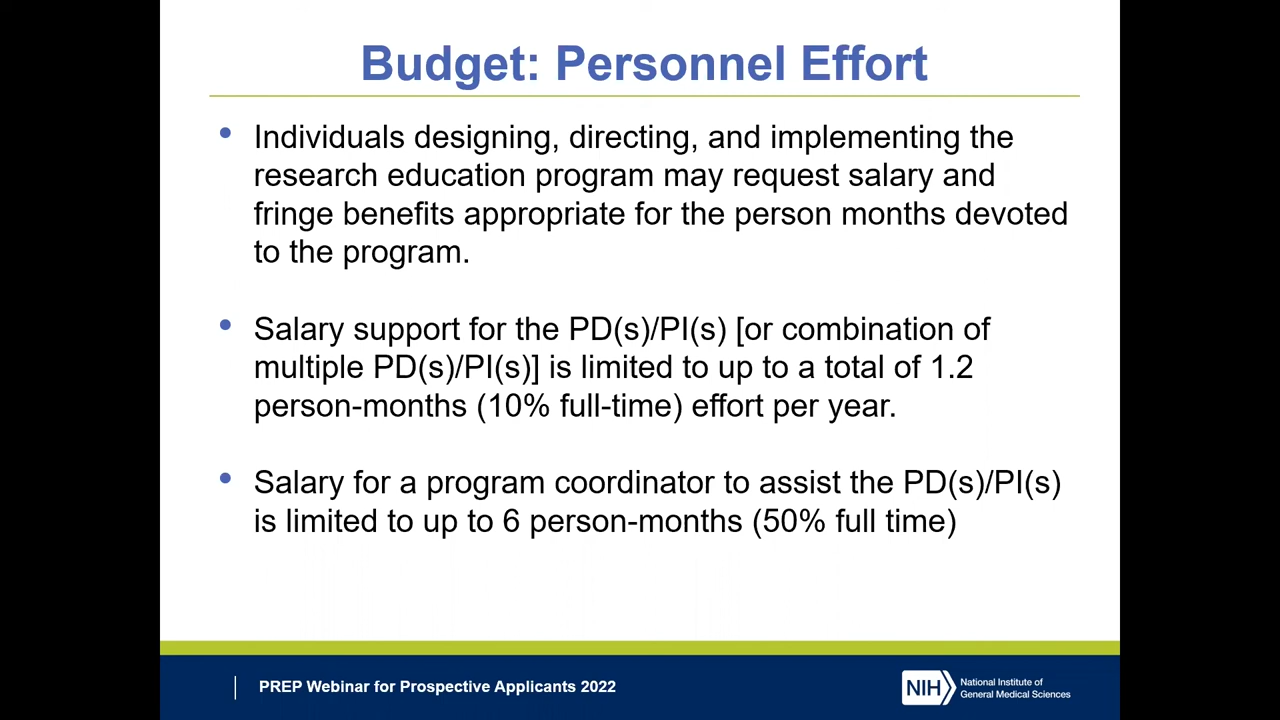 Budget: Personnel Effort
• Individuals designing, directing, and implementing the
research education program may request salary and
fringe benefits appropriate for the person months devoted
to the program.
• Salary support for the PD(s)/PI(s) [or combination of
multiple PD(s)/PI(s)] is limited to up to a total of 1.2
person-months (10% full-time) effort per year.
• Salary for a program coordinator to assist the PD(s)/PI(s)
is limited to up to 6 person-months (50% full time)
PREP Webinar for Prospective Applicants 2022
NIH
National Institute of
General Medical Sciences